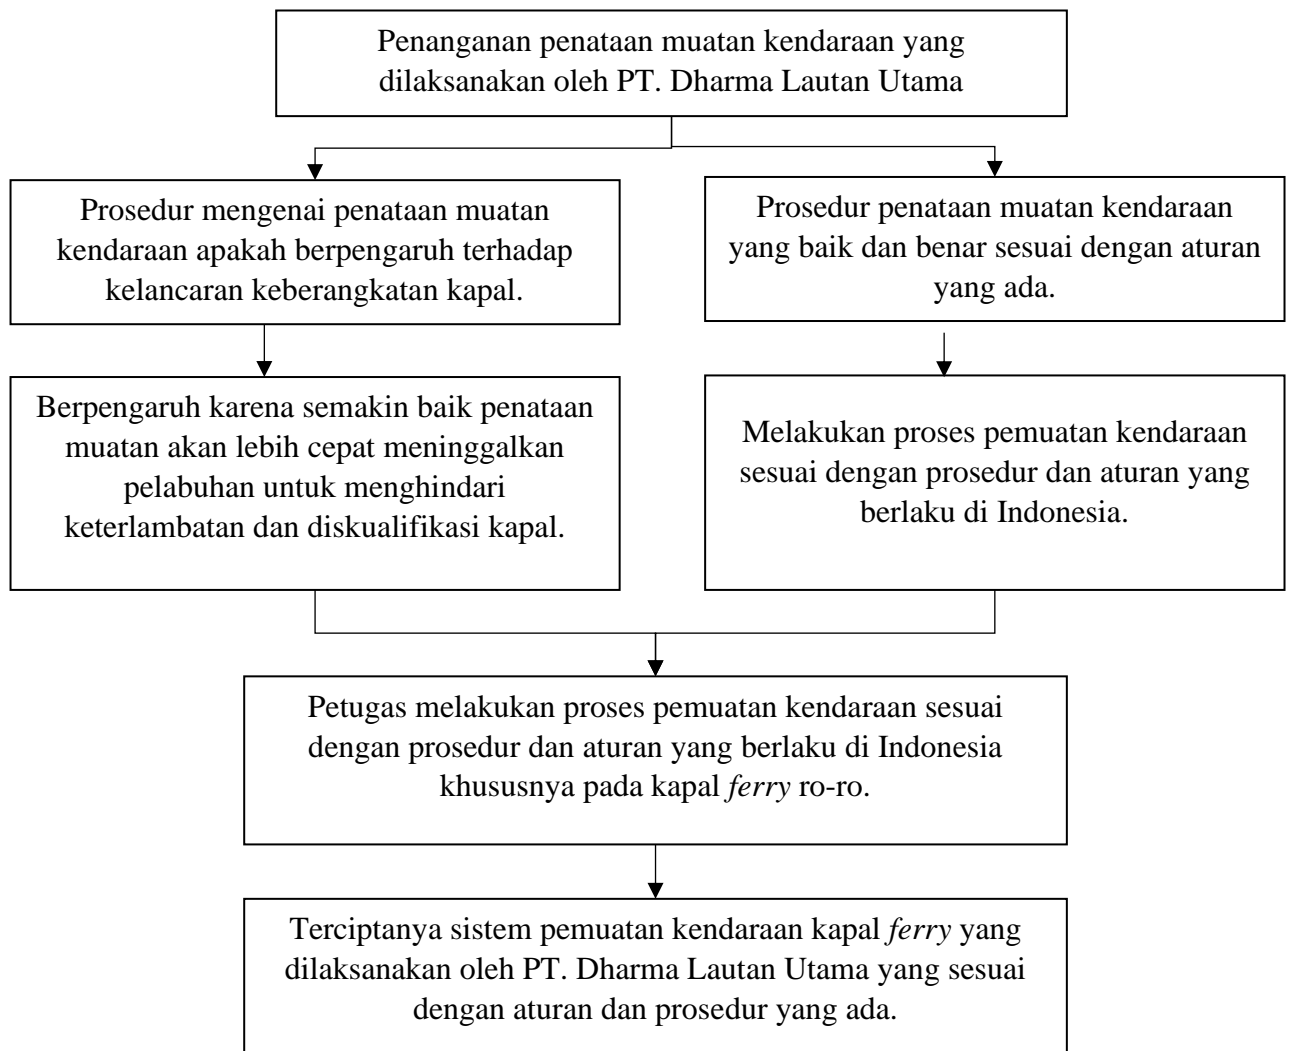 Penanganan penataan muatan kendaraan yang
dilaksanakan oleh PT. Dharma Lautan Utama
Prosedur mengenai penataan muatan
kendaraan apakah berpengaruh terhadap
kelancaran keberangkatan kapal.
Prosedur penataan muatan kendaraan
yang baik dan benar sesuai dengan aturan
yang ada.
Berpengaruh karena semakin baik penataan
muatan akan lebih cepat meninggalkan
pelabuhan untuk menghindari
keterlambatan dan diskualifikasi kapal.
Melakukan proses pemuatan kendaraan
sesuai dengan prosedur dan aturan yang
berlaku di Indonesia.
Petugas melakukan proses pemuatan kendaraan sesuai
dengan prosedur dan aturan yang berlaku di Indonesia
khususnya pada kapal ferry ro-ro.
Terciptanya sistem pemuatan kendaraan kapal ferry yang
dilaksanakan oleh PT. Dharma Lautan Utama yang sesuai
dengan aturan dan prosedur yang ada.